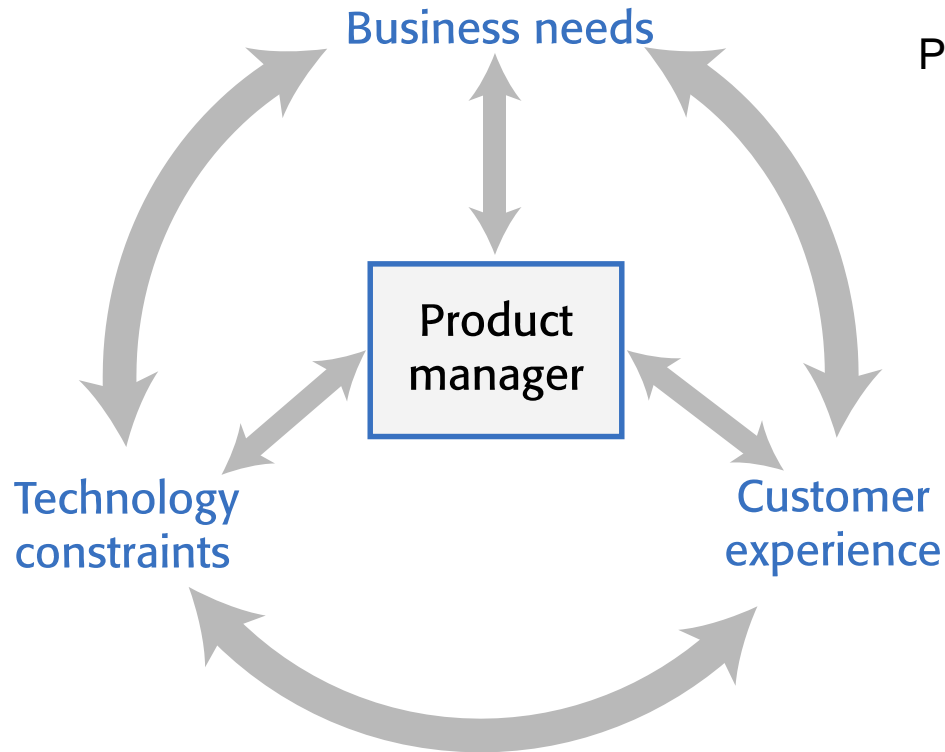 Business needs
P
Product
manager
Technology
constraints
Customer
experience